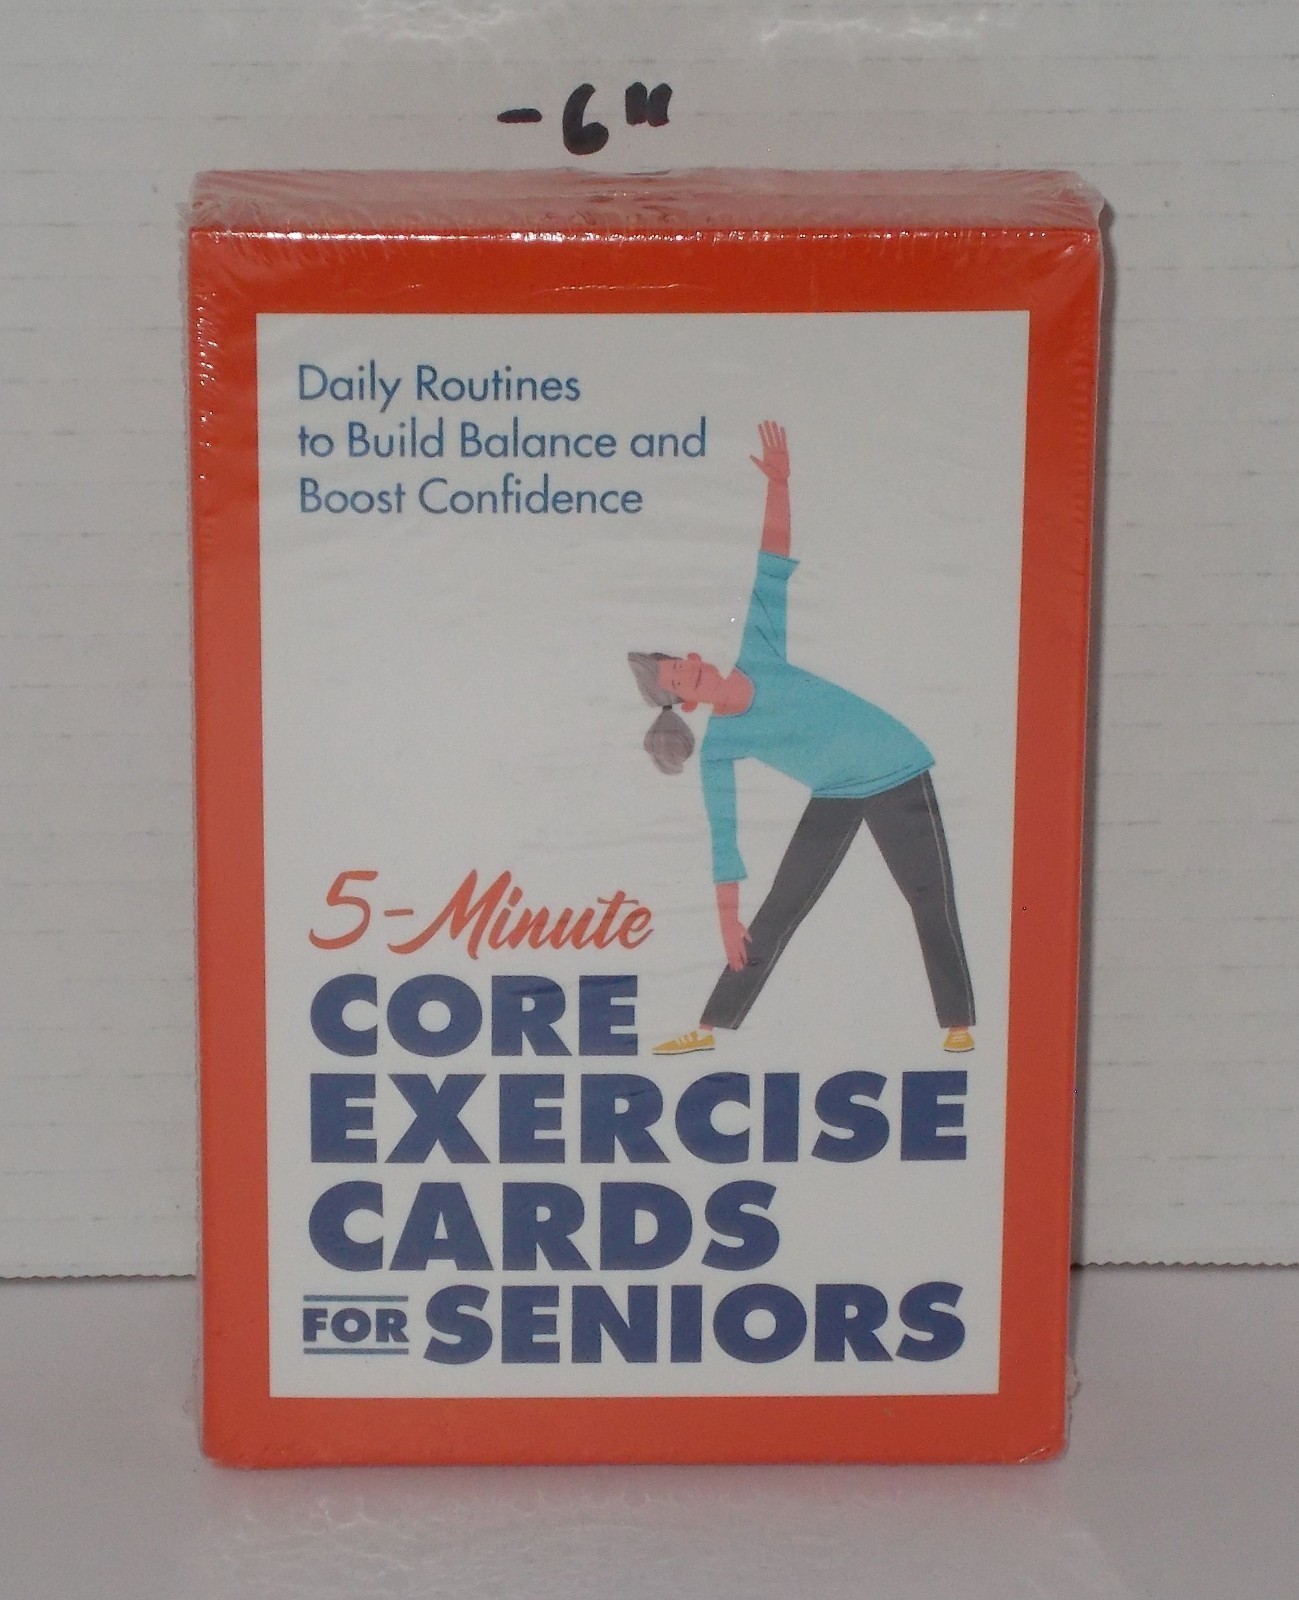 -6"
Daily Routines
to Build Balance and
Boost Confidence
5-Minute
CORE
EXERCISE
CARDS
FOR SENIORS